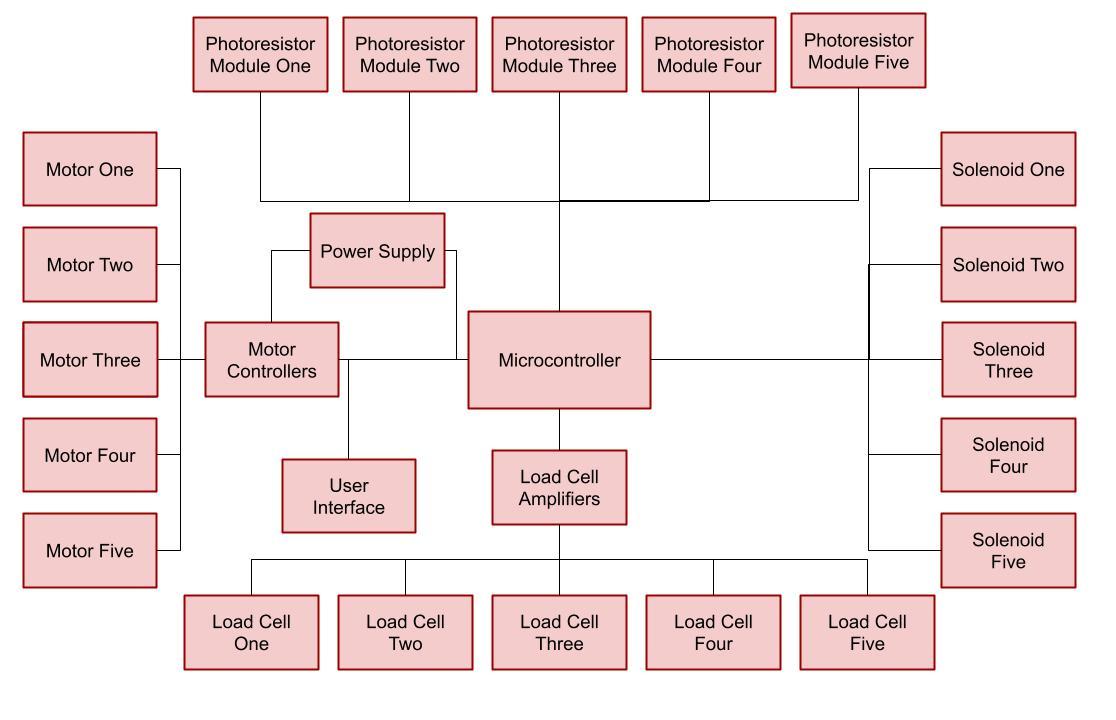 Photoresistor
Module One
Photoresistor
Module Two
Photoresistor
Module Three
Photoresistor
Module Four
Photoresistor
Module Five
Motor One
Solenoid One
Power Supply
Motor Two
Solenoid Two
Motor Three
Motor
Controllers
Microcontroller
Solenoid
Three
Motor Four
User
Interface
Load Cell
Amplifiers
Solenoid
Four
Motor Five
Solenoid
Five
Load Cell
One
Load Cell
Two
Load Cell
Three
Load Cell
Four
Load Cell
Five